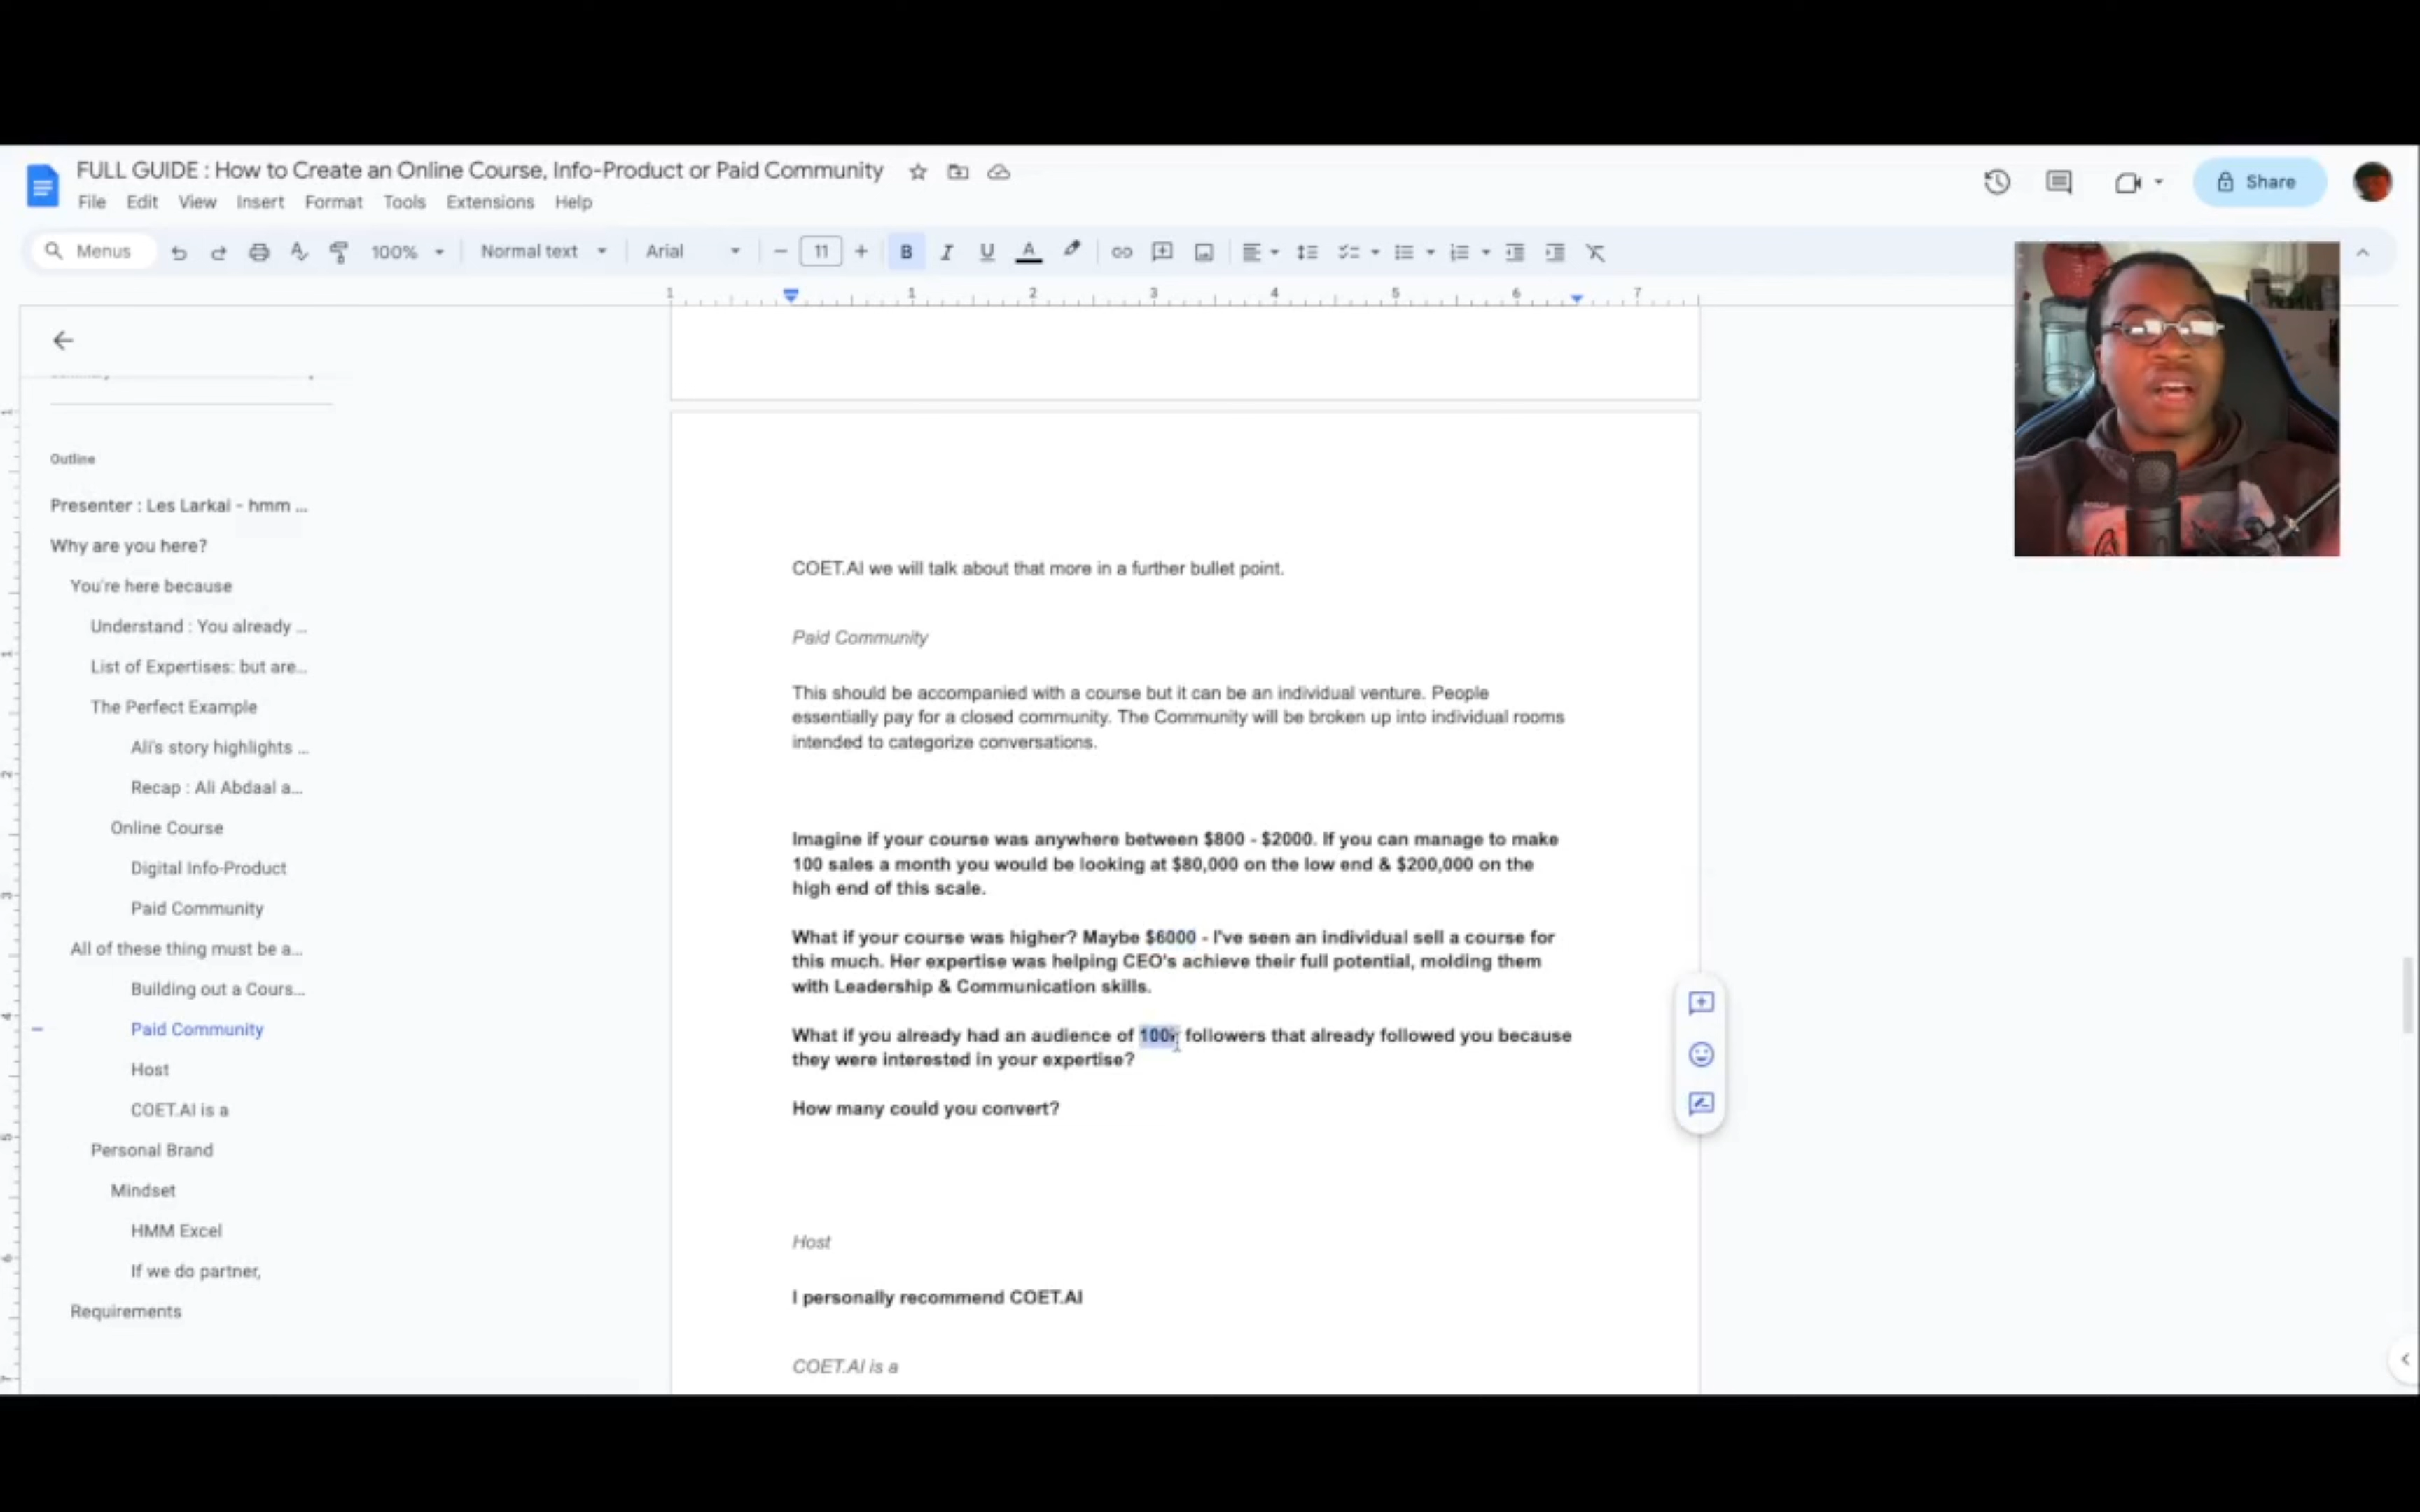 FULL GUIDE : How to Create an Online Course, Info-Product or Paid Community
File Edit View Insert Format Tools Extensions Help
Share
Menus 100% Normal text Arial 11 B I U A
1 1 2 3 4 5 6 7
Outline
Presenter : Les Larkai - hmm ...
Why are you here?
You're here because
Understand : You already ...
List of Expertises: but are...
The Perfect Example
Ali's story highlights ...
Recap : Ali Abdaal a...
Online Course
Digital Info-Product
Paid Community
All of these thing must be a...
Building out a Cours...
Paid Community
Host
COET.AI is a
Personal Brand
Mindset
HMM Excel
If we do partner,
Requirements
COET.AI we will talk about that more in a further bullet point.
Paid Community
This should be accompanied with a course but it can be an individual venture. People
essentially pay for a closed community. The Community will be broken up into individual rooms
intended to categorize conversations.
Imagine if your course was anywhere between $800 - $2000. If you can manage to make
100 sales a month you would be looking at $80,000 on the low end & $200,000 on the
high end of this scale.
What if your course was higher? Maybe $6000 - I've seen an individual sell a course for
this much. Her expertise was helping CEO's achieve their full potential, molding them
with Leadership & Communication skills.
What if you already had an audience of followers that already followed you because
they were interested in your expertise?
How many could you convert?
Host
I personally recommend COET.AI
COET.AI is a